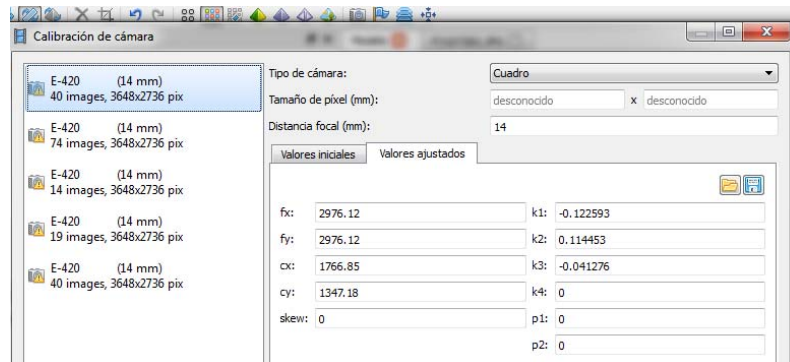 Calibración de cámara
E-420 (14 mm)
40 images, 3648x2736 pix
E-420 (14 mm)
74 images, 3648x2736 pix
E-420 (14 mm)
14 images, 3648x2736 pix
E-420 (14 mm)
19 images, 3648x2736 pix
E-420 (14 mm)
40 images, 3648x2736 pix
Tipo de cámara: Cuadro
Tamaño de píxel (mm): desconocido x desconocido
Distancia focal (mm): 14
Valores iniciales Valores ajustados
fx: 2976.12 k1: -0.122593
fy: 2976.12 k2: 0.114453
cx: 1766.85 k3: -0.041276
cy: 1347.18 k4: 0
skew: 0 p1: 0
p2: 0